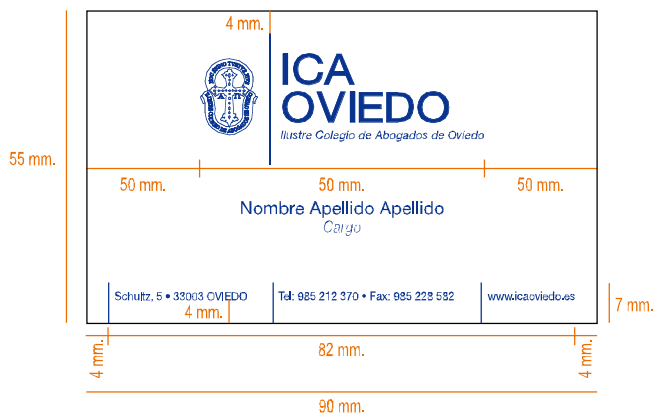 4 mm.
ICA
OVIEDO
Ilustre Colegio de Abogados de Oviedo
55 mm.
50 mm. 50 mm. 50 mm.
Nombre Apellido Apellido
Cargo
Schultz, 5 • 33003 OVIEDO Tel: 985 212 370 • Fax: 985 228 532 www.icaoviedo.es
4 mm. 7 mm.
4 mm. 82 mm. 4 mm.
90 mm.